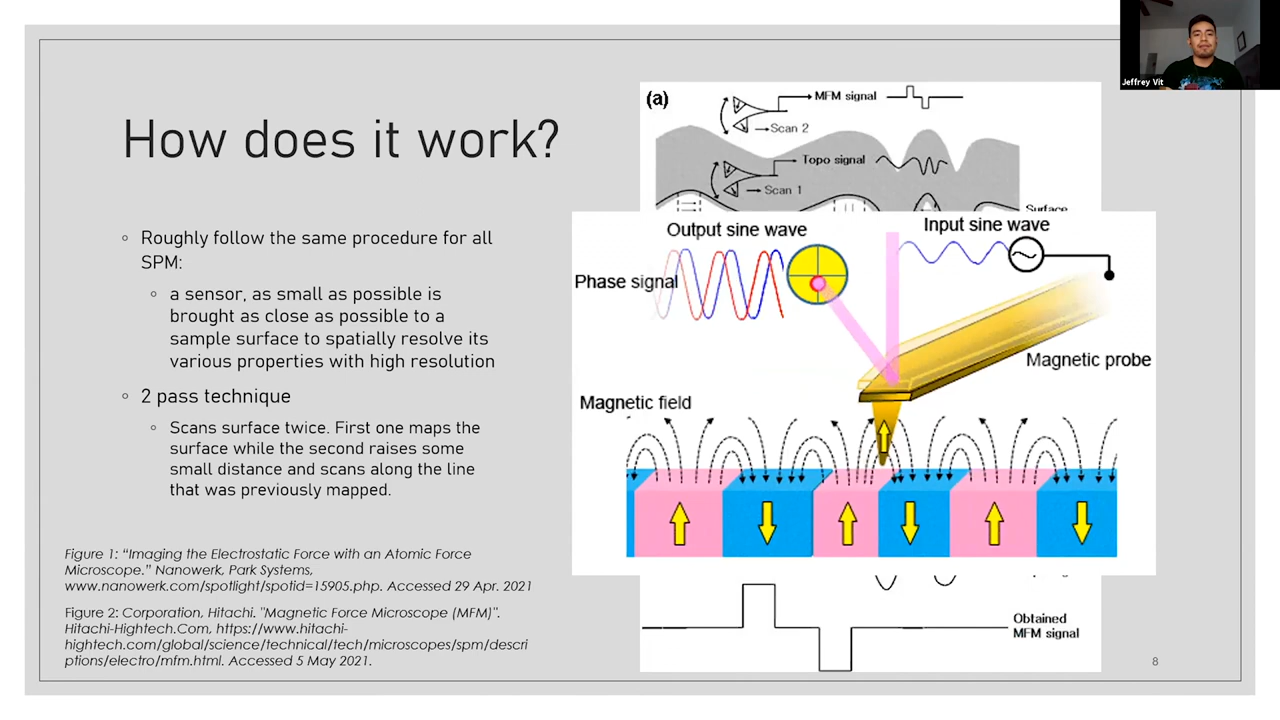 Jeffrey Vit
How does it work?
◦ Roughly follow the same procedure for all
SPM:
◦ a sensor, as small as possible is
brought as close as possible to a
sample surface to spatially resolve its
various properties with high resolution
◦ 2 pass technique
◦ Scans surface twice. First one maps the
surface while the second raises some
small distance and scans along the line
that was previously mapped.
Figure 1: “Imaging the Electrostatic Force with an Atomic Force
Microscope.” Nanowerk, Park Systems,
www.nanowerk.com/spotlight/spotid=15905.php. Accessed 29 Apr. 2021
Figure 2: Corporation, Hitachi. "Magnetic Force Microscope (MFM)".
Hitachi-Hightech.Com, https://www.hitachi-
hightech.com/global/science/technical/tech/microscopes/spm/descri
ptions/electro/mfm.html. Accessed 5 May 2021.
(a)
MFM signal
Scan 2
Topo signal
Scan 1
Surface
Output sine wave
Input sine wave
Phase signal
Magnetic probe
Magnetic field
Obtained
MFM signal
8